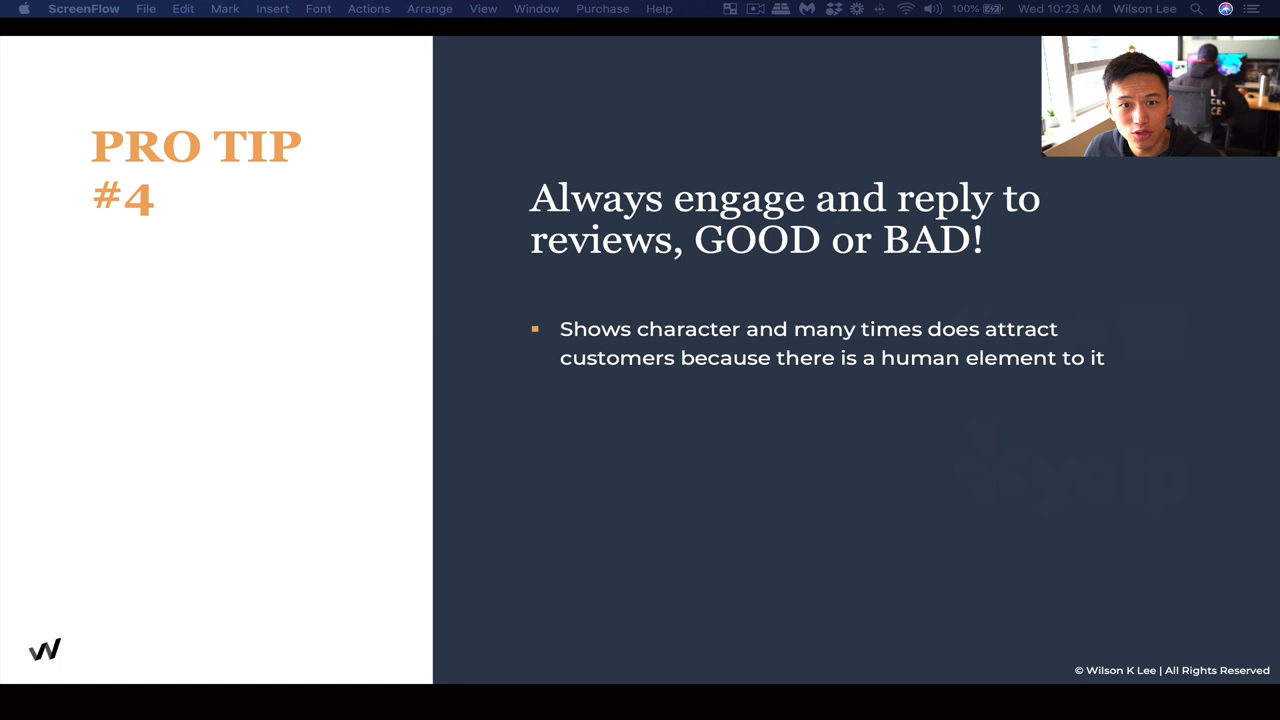 ScreenFlow File Edit Mark Insert Font Actions Arrange View Window Purchase Help 100% Wed 10:23 AM Wilson Lee
PRO TIP
#4
Always engage and reply to
reviews, GOOD or BAD!
Shows character and many times does attract
customers because there is a human element to it
yelp
© Wilson K Lee | All Rights Reserved